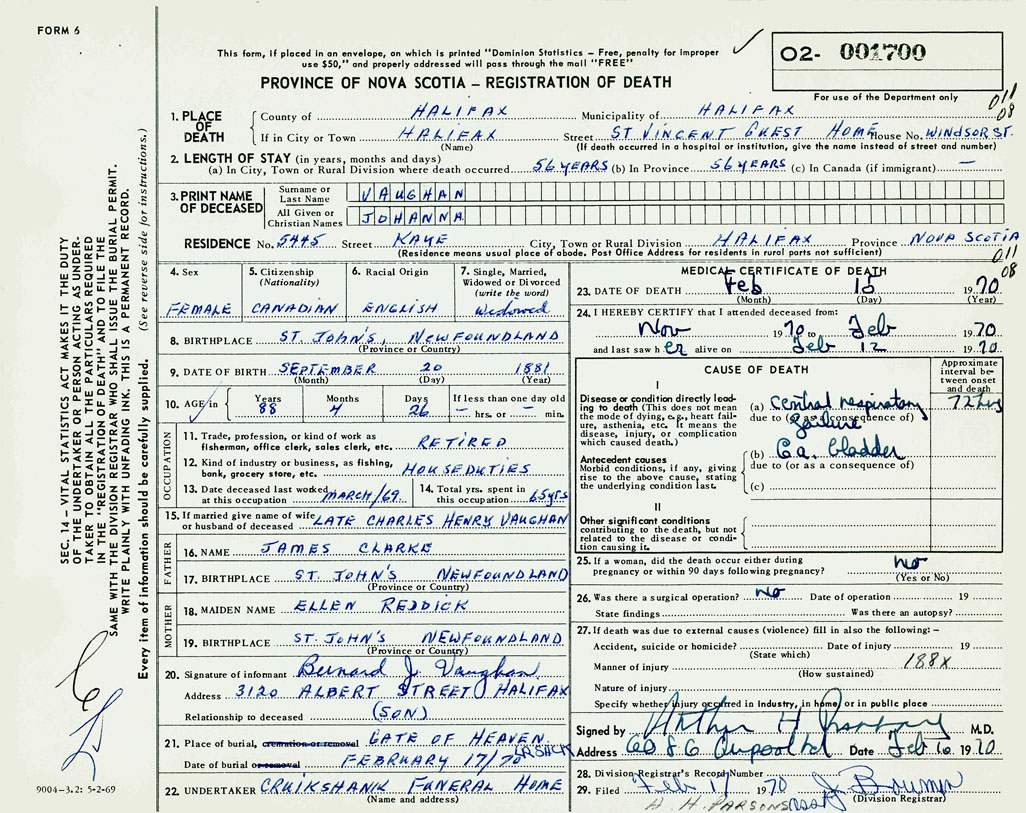 FORM 6
This form, if placed in an envelope, on which is printed "Dominion Statistics – Free, penalty for improper
use $50," and properly addressed will pass through the mail "FREE"
02- 001700
PROVINCE OF NOVA SCOTIA – REGISTRATION OF DEATH
For use of the Department only
011
08
1. PLACE OF DEATH
County of HALIFAX Municipality of HALIFAX
If in City or Town HALIFAX Street ST VINCENT GUEST HOME House No. WINDSOR ST.
(Name) (If death occurred in a hospital or institution, give the name instead of street and number)
2. LENGTH OF STAY (in years, months and days)
(a) In City, Town or Rural Division where death occurred 56 YEARS (b) In Province 56 YEARS (c) In Canada (if immigrant) —
3. PRINT NAME OF DECEASED
Surname or Last Name VAUGHAN
All Given or Christian Names JOHANNA
RESIDENCE No. 5445 Street KAYE City, Town or Rural Division HALIFAX Province NOVA SCOTIA
(Residence means usual place of abode. Post Office Address for residents in rural parts not sufficient)
011
08
4. Sex 5. Citizenship (Nationality) 6. Racial Origin 7. Single, Married, Widowed or Divorced (write the word)
FEMALE CANADIAN ENGLISH Widowed
8. BIRTHPLACE ST. JOHN'S, NEWFOUNDLAND
(Province or Country)
9. DATE OF BIRTH SEPTEMBER 20 1881
(Month) (Day) (Year)
10. AGE in Years Months Days If less than one day old
88 4 26 – hrs. or – min.
OCCUPATION
11. Trade, profession, or kind of work as
fisherman, office clerk, sales clerk, etc. RETIRED
12. Kind of industry or business, as fishing,
bank, grocery store, etc. HOUSEDUTIES
13. Date deceased last worked at this occupation MARCH/69 14. Total yrs. spent in this occupation 65 yrs
15. If married give name of wife
or husband of deceased LATE CHARLES HENRY VAUGHAN
FATHER
16. NAME JAMES CLARKE
17. BIRTHPLACE ST. JOHN'S NEWFOUNDLAND
(Province or Country)
MOTHER
18. MAIDEN NAME ELLEN REDDICK
19. BIRTHPLACE ST. JOHN'S NEWFOUNDLAND
(Province or Country)
20. Signature of informant Bernard J. Vaughan
Address 3120 ALBERT STREET HALIFAX
Relationship to deceased (SON)
21. Place of burial, cremation or removal GATE OF HEAVEN
Date of burial or removal FEBRUARY 17/70
22. UNDERTAKER CRUIKSHANK FUNERAL HOME
(Name and address)
MEDICAL CERTIFICATE OF DEATH
23. DATE OF DEATH Feb 15 1970
(Month) (Day) (Year)
24. I HEREBY CERTIFY that I attended deceased from:
Nov 1970 to Feb 1970
and last saw her alive on Feb 12 1970
CAUSE OF DEATH
Approximate interval between onset and death
I
Disease or condition directly leading
to death (This does not mean
the mode of dying, e.g., heart failure,
asthenia, etc. It means the
disease, injury, or complication
which caused death.)
(a) Central respiratory failure 72 hrs
due to (or as a consequence of)
Antecedent causes
Morbid conditions, if any, giving
rise to the above cause, stating
the underlying condition last.
(b) Ca. bladder
due to (or as a consequence of)
(c)
II
Other significant conditions
contributing to the death, but not
related to the disease or condition
causing it.
25. If a woman, did the death occur either during
pregnancy or within 90 days following pregnancy? No
(Yes or No)
26. Was there a surgical operation? No Date of operation 19
State findings Was there an autopsy?
27. If death was due to external causes (violence) fill in also the following: –
Accident, suicide or homicide? Date of injury 19
(State which)
Manner of injury 188X
(How sustained)
Nature of injury
Specify whether injury occurred in Industry, in home, or in public place
Signed by Arthur H M.D.
Address Date Feb 16 1970
28. Division Registrar's Record Number
29. Filed Feb 17 1970 J. Bowman
H. H. PARSONS (Division Registrar)
SEC. 14 – VITAL STATISTICS ACT MAKES IT THE DUTY
OF THE UNDERTAKER OR PERSON ACTING AS UNDERTAKER
TO OBTAIN ALL THE PARTICULARS REQUIRED
IN THE "REGISTRATION OF DEATH" AND TO FILE THE
SAME WITH THE DIVISION REGISTRAR WHO SHALL ISSUE THE BURIAL PERMIT.
WRITE PLAINLY WITH UNFADING INK. THIS IS A PERMANENT RECORD.
Every item of information should be carefully supplied. (See reverse side for instructions.)
9004-3.2: 5-2-69